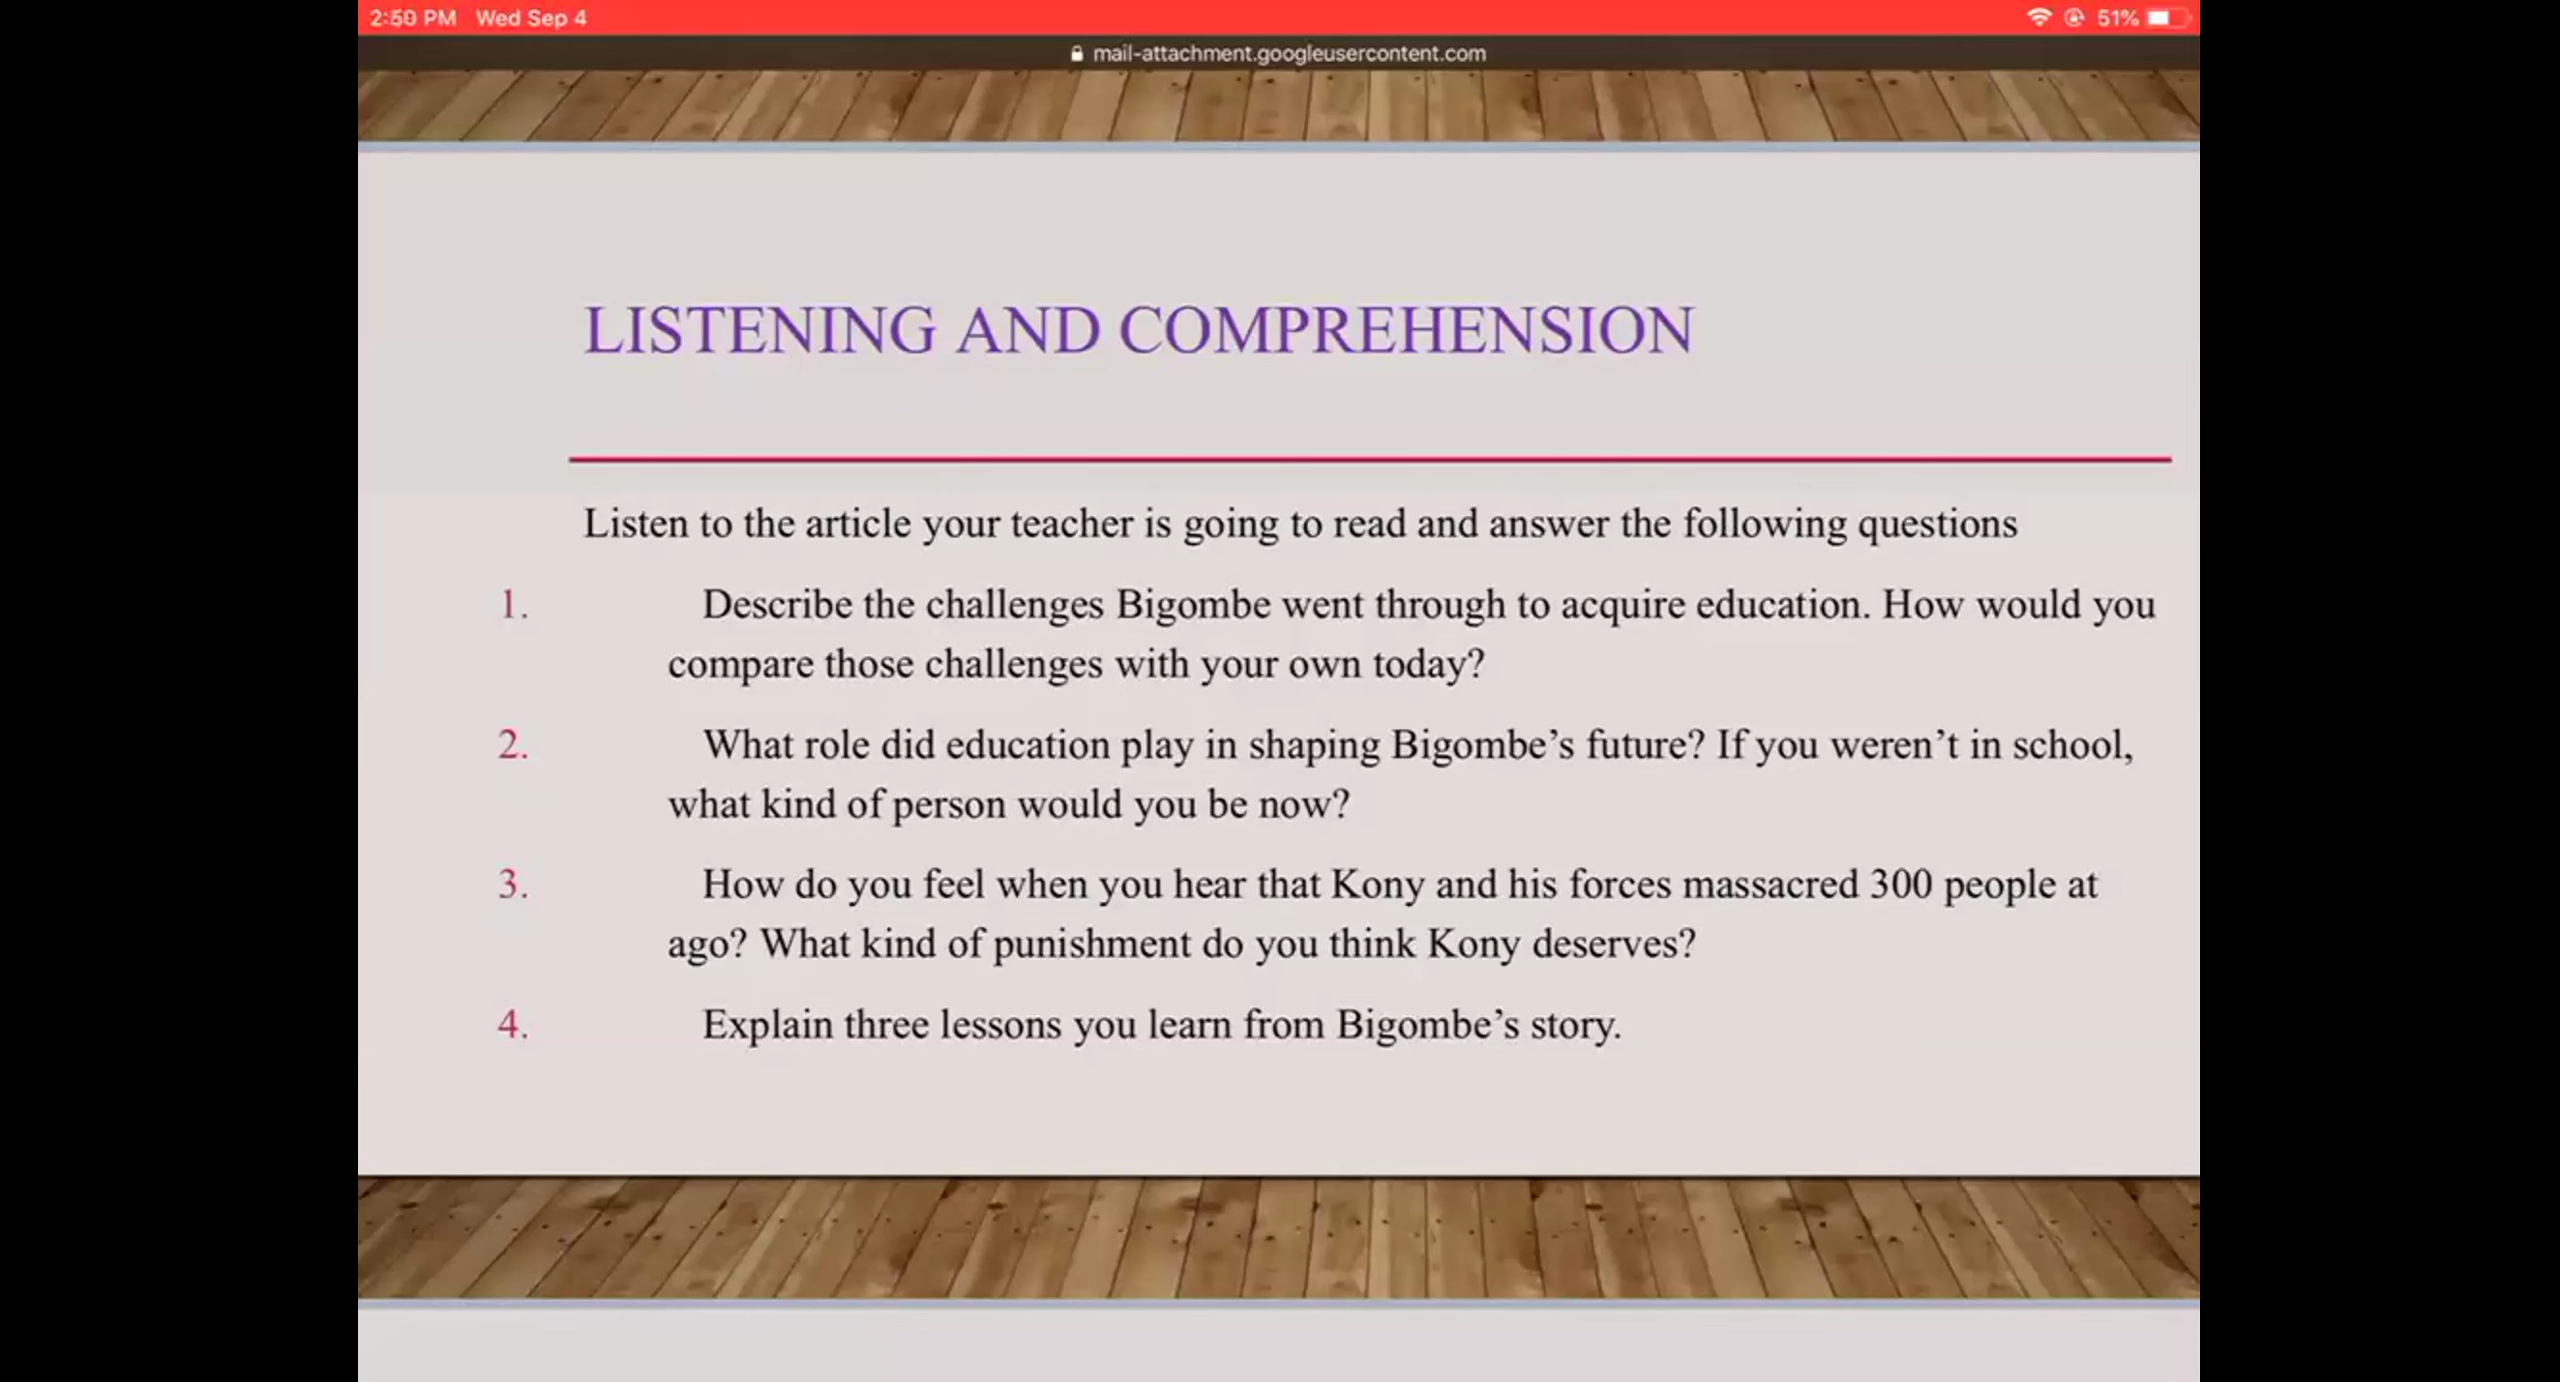 2:50 PM Wed Sep 4
51%
mail-attachment.googleusercontent.com
LISTENING AND COMPREHENSION
Listen to the article your teacher is going to read and answer the following questions
1. Describe the challenges Bigombe went through to acquire education. How would you
compare those challenges with your own today?
2. What role did education play in shaping Bigombe’s future? If you weren’t in school,
what kind of person would you be now?
3. How do you feel when you hear that Kony and his forces massacred 300 people at
ago? What kind of punishment do you think Kony deserves?
4. Explain three lessons you learn from Bigombe’s story.